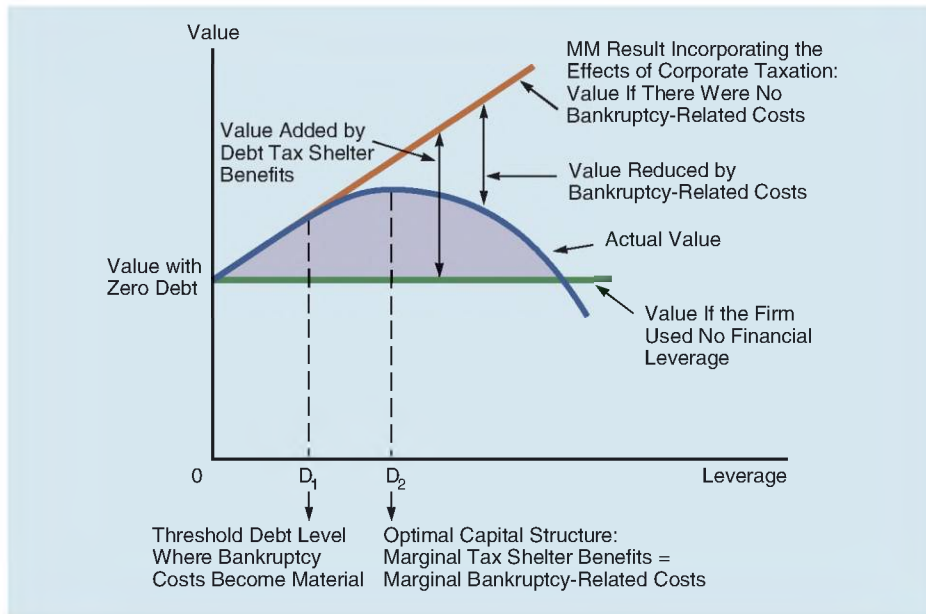 Value
MM Result Incorporating the
Effects of Corporate Taxation:
Value If There Were No
Bankruptcy-Related Costs
Value Added by
Debt Tax Shelter
Benefits
Value Reduced by
Bankruptcy-Related Costs
Actual Value
Value with
Zero Debt
Value If the Firm
Used No Financial
Leverage
0
D1
D2
Leverage
Threshold Debt Level
Where Bankruptcy
Costs Become Material
Optimal Capital Structure:
Marginal Tax Shelter Benefits =
Marginal Bankruptcy-Related Costs